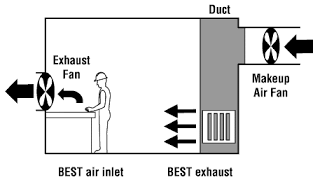 Duct
Exhaust
Fan
Makeup
Air Fan
BEST air inlet
BEST exhaust